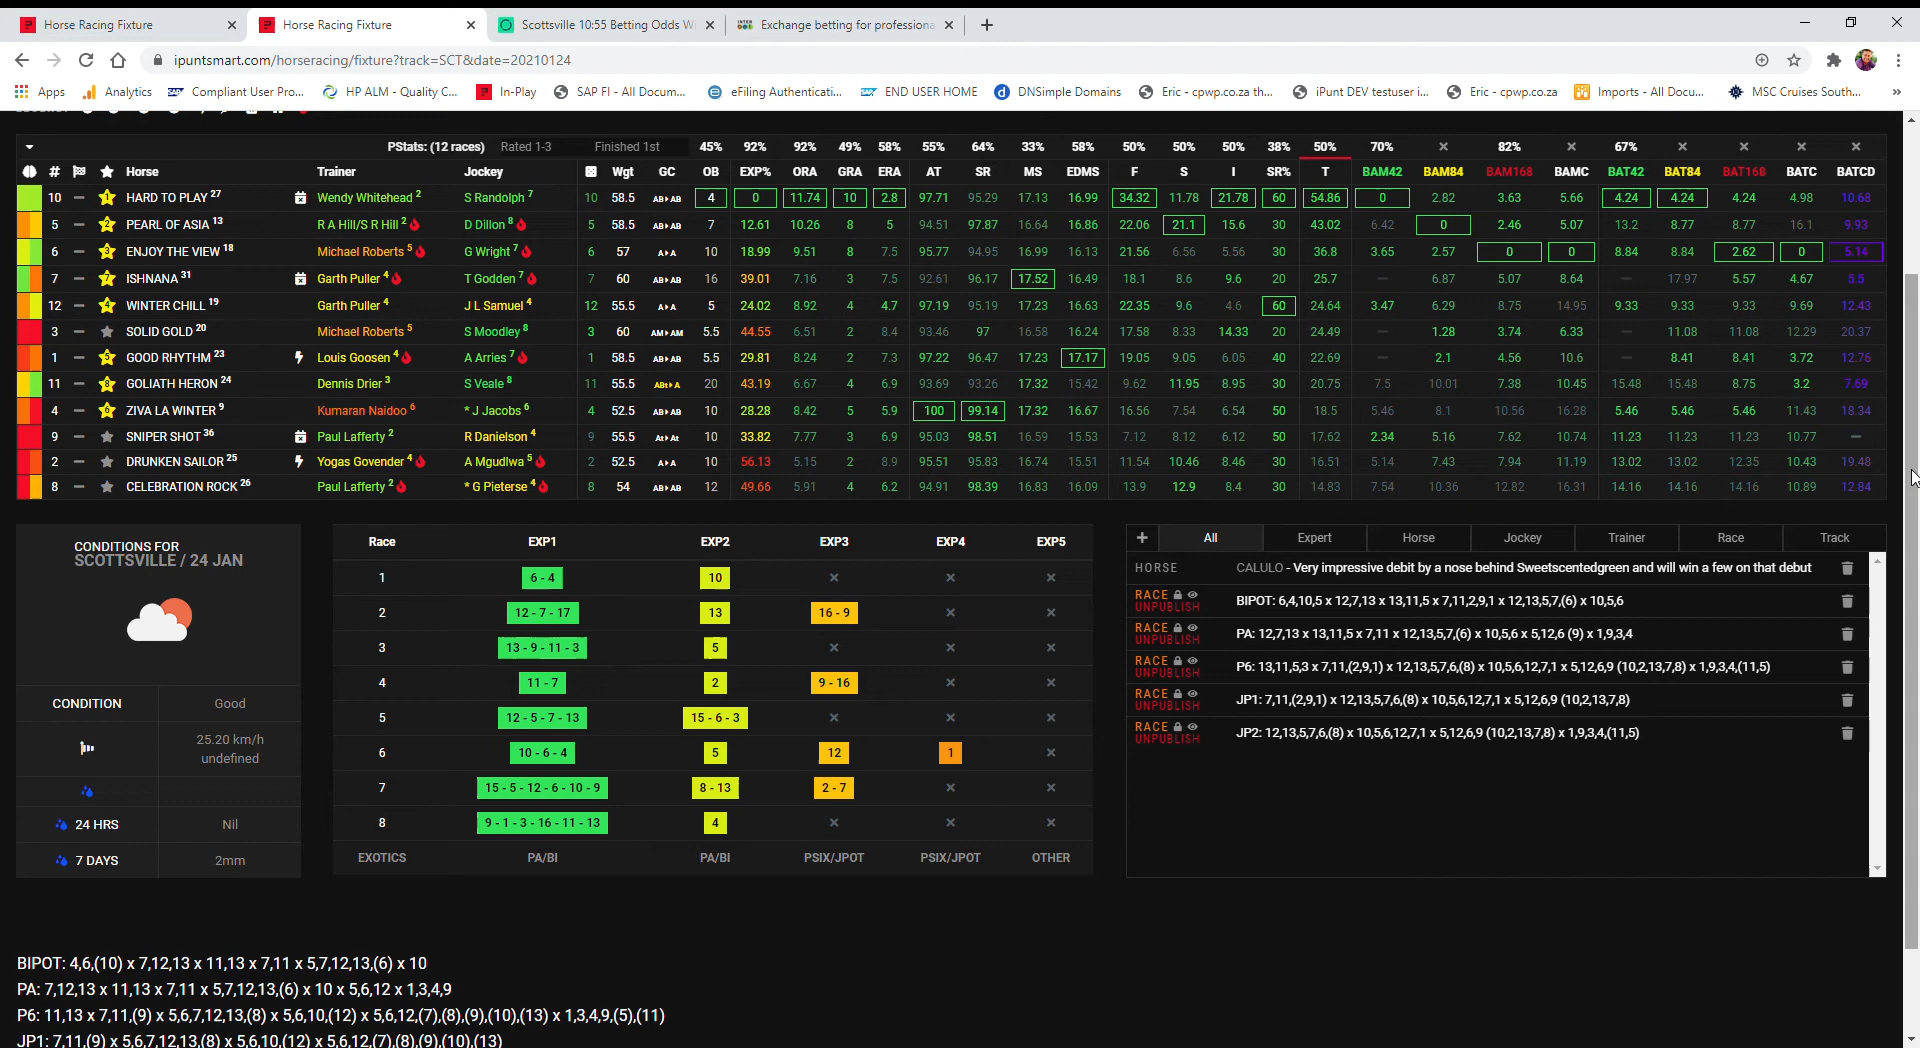 Horse Racing Fixture
Horse Racing Fixture
Scottsville 10:55 Betting Odds W
Exchange betting for professiona
ipuntsmart.com/horseracing/fixture?track=SCT&date=20210124
Apps Analytics Compliant User Pro... HP ALM - Quality C... In-Play SAP FI - All Docum... eFiling Authenticati... END USER HOME DNSimple Domains Eric - cpwp.co.za th... iPunt DEV testuser i... Eric - cpwp.co.za Imports - All Docu... MSC Cruises South... »
PStats: (12 races) Rated 1-3 Finished 1st 45% 92% 92% 49% 58% 55% 64% 33% 58% 50% 50% 50% 38% 50% 70% × 82% × 67% × × × ×
# Horse Trainer Jockey Wgt GC OB EXP% ORA GRA ERA AT SR MS EDMS F S I SR% T BAM42 BAM84 BAM168 BAMC BAT42 BAT84 BAT168 BATC BATCD
10 — 1 HARD TO PLAY 27 Wendy Whitehead 2 S Randolph 7 10 58.5 AB▸AB 4 0 11.74 10 2.8 97.71 95.29 17.13 16.99 34.32 11.78 21.78 60 54.86 0 2.82 3.63 5.66 4.24 4.24 4.24 4.98 10.68
5 — 2 PEARL OF ASIA 13 R A Hill/S R Hill 2 D Dillon 8 5 58.5 AB▸AB 7 12.61 10.26 8 5 94.51 97.87 16.64 16.86 22.06 21.1 15.6 30 43.02 6.42 0 2.46 5.07 13.2 8.77 8.77 16.1 9.93
6 — 3 ENJOY THE VIEW 18 Michael Roberts 5 G Wright 7 6 57 A▸A 10 18.99 9.51 8 7.5 95.77 94.95 16.99 16.13 21.56 6.56 5.56 30 36.8 3.65 2.57 0 0 8.84 8.84 2.62 0 5.14
7 — 7 ISHNANA 31 Garth Puller 4 T Godden 7 7 60 AB▸AB 16 39.01 7.16 3 7.5 92.61 96.17 17.52 16.49 18.1 8.6 9.6 20 25.7 — 6.87 5.07 8.64 — 17.97 5.57 4.67 5.5
12 — 4 WINTER CHILL 19 Garth Puller 4 J L Samuel 4 12 55.5 A▸A 5 24.02 8.92 4 4.7 97.19 95.19 17.23 16.63 22.35 9.6 4.6 60 24.64 3.47 6.29 8.75 14.95 9.33 9.33 9.33 9.69 12.43
3 — SOLID GOLD 20 Michael Roberts 5 S Moodley 8 3 60 AM▸AM 5.5 44.55 6.51 2 8.4 93.46 97 16.58 16.24 17.58 8.33 14.33 20 24.49 — 1.28 3.74 6.33 — 11.08 11.08 12.29 20.37
1 — 5 GOOD RHYTHM 23 Louis Goosen 4 A Arries 7 1 58.5 AB▸AB 5.5 29.81 8.24 2 7.3 97.22 96.47 17.23 17.17 19.05 9.05 6.05 40 22.69 — 2.1 4.56 10.6 — 8.41 8.41 3.72 12.76
11 — 8 GOLIATH HERON 24 Dennis Drier 3 S Veale 8 11 55.5 ABt▸A 20 43.19 6.67 4 6.9 93.69 93.26 17.32 15.42 9.62 11.95 8.95 30 20.75 7.5 10.01 7.38 10.45 15.48 15.48 8.75 3.2 7.69
4 — 6 ZIVA LA WINTER 9 Kumaran Naidoo 6 * J Jacobs 6 4 52.5 AB▸AB 10 28.28 8.42 5 5.9 100 99.14 17.32 16.67 16.56 7.54 6.54 50 18.5 5.46 8.1 10.56 16.28 5.46 5.46 5.46 11.43 18.34
9 — SNIPER SHOT 36 Paul Lafferty 2 R Danielson 4 9 55.5 At▸At 10 33.82 7.77 3 6.9 95.03 98.51 16.59 15.53 7.12 8.12 6.12 50 17.62 2.34 5.16 7.62 10.74 11.23 11.23 11.23 10.77 —
2 — DRUNKEN SAILOR 25 Yogas Govender 4 A Mgudlwa 5 2 52.5 A▸A 10 56.13 5.15 2 8.9 95.51 95.83 16.74 15.51 11.54 10.46 8.46 30 16.51 5.14 7.43 7.94 11.19 13.02 13.02 12.35 10.43 19.48
8 — CELEBRATION ROCK 26 Paul Lafferty 2 * G Pieterse 4 8 54 AB▸AB 12 49.66 5.91 4 6.2 94.91 98.39 16.83 16.09 13.9 12.9 8.4 30 14.83 7.54 10.36 12.82 16.31 14.16 14.16 14.16 10.89 12.84
CONDITIONS FOR
SCOTTSVILLE / 24 JAN
CONDITION Good
25.20 km/h
undefined
24 HRS Nil
7 DAYS 2mm
Race EXP1 EXP2 EXP3 EXP4 EXP5
1 6 - 4 10 × × ×
2 12 - 7 - 17 13 16 - 9 × ×
3 13 - 9 - 11 - 3 5 × × ×
4 11 - 7 2 9 - 16 × ×
5 12 - 5 - 7 - 13 15 - 6 - 3 × × ×
6 10 - 6 - 4 5 12 1 ×
7 15 - 5 - 12 - 6 - 10 - 9 8 - 13 2 - 7 × ×
8 9 - 1 - 3 - 16 - 11 - 13 4 × × ×
EXOTICS PA/BI PA/BI PSIX/JPOT PSIX/JPOT OTHER
+ All Expert Horse Jockey Trainer Race Track
HORSE CALULO - Very impressive debit by a nose behind Sweetscentedgreen and will win a few on that debut
RACE
UNPUBLISH BIPOT: 6,4,10,5 x 12,7,13 x 13,11,5 x 7,11,2,9,1 x 12,13,5,7,(6) x 10,5,6
RACE
UNPUBLISH PA: 12,7,13 x 13,11,5 x 7,11 x 12,13,5,7,(6) x 10,5,6 x 5,12,6 (9) x 1,9,3,4
RACE
UNPUBLISH P6: 13,11,5,3 x 7,11,(2,9,1) x 12,13,5,7,6,(8) x 10,5,6,12,7,1 x 5,12,6,9 (10,2,13,7,8) x 1,9,3,4,(11,5)
RACE
UNPUBLISH JP1: 7,11,(2,9,1) x 12,13,5,7,6,(8) x 10,5,6,12,7,1 x 5,12,6,9 (10,2,13,7,8)
RACE
UNPUBLISH JP2: 12,13,5,7,6,(8) x 10,5,6,12,7,1 x 5,12,6,9 (10,2,13,7,8) x 1,9,3,4,(11,5)
BIPOT: 4,6,(10) x 7,12,13 x 11,13 x 7,11 x 5,7,12,13,(6) x 10
PA: 7,12,13 x 11,13 x 7,11 x 5,7,12,13,(6) x 10 x 5,6,12 x 1,3,4,9
P6: 11,13 x 7,11,(9) x 5,6,7,12,13,(8) x 5,6,10,(12) x 5,6,12,(7),(8),(9),(10),(13) x 1,3,4,9,(5),(11)
JP1: 7,11,(9) x 5,6,7,12,13,(8) x 5,6,10,(12) x 5,6,12,(7),(8),(9),(10),(13)